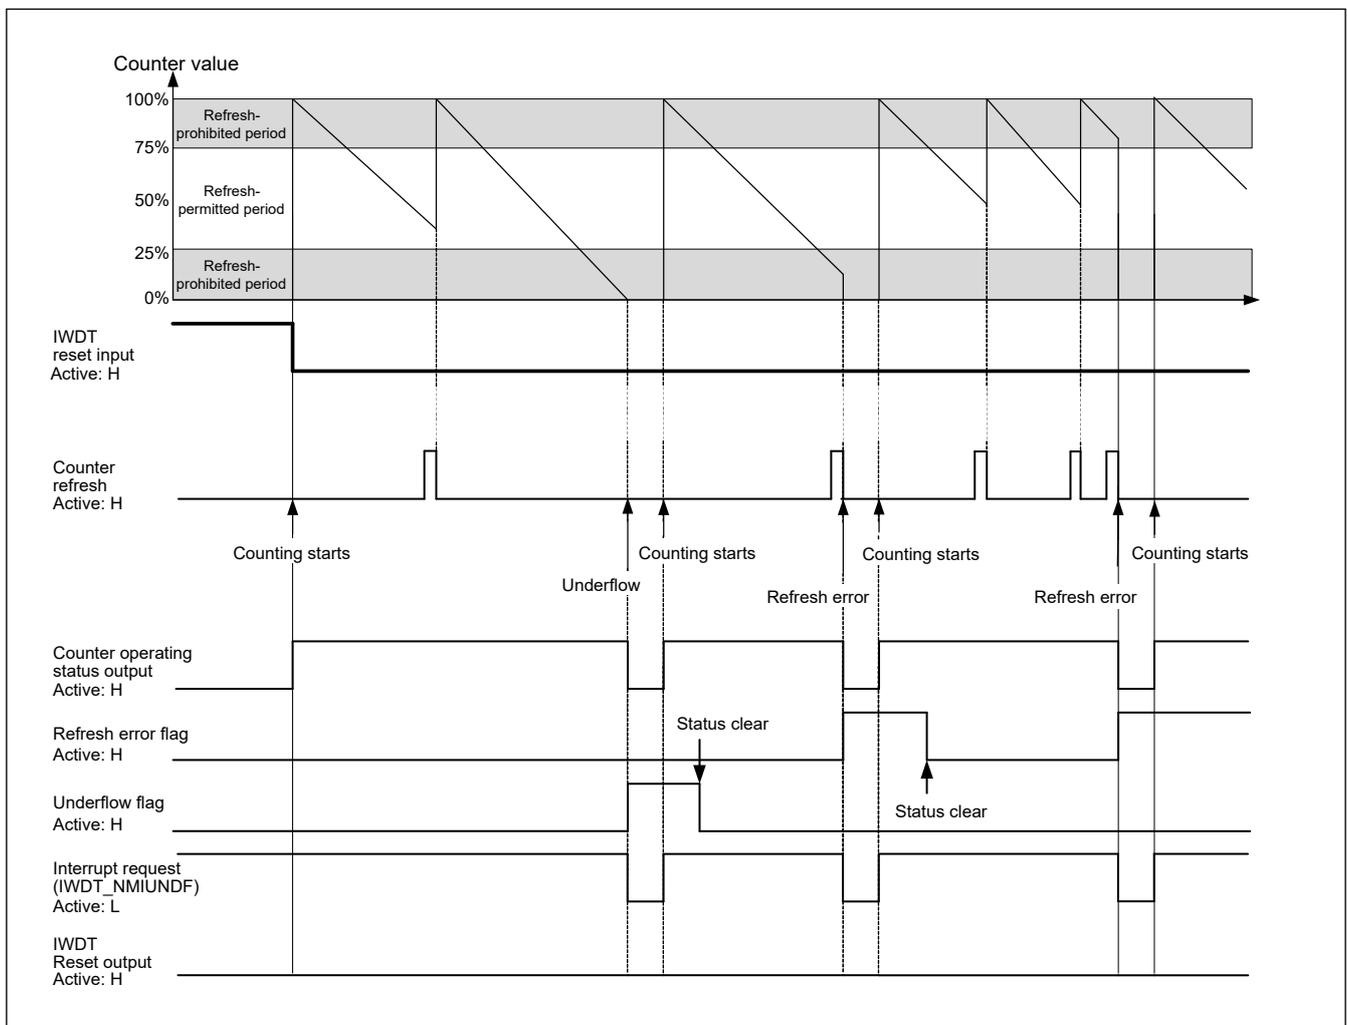 Counter value
100%
Refresh-
prohibited period
75%
Refresh-
permitted period
50%
25%
Refresh-
prohibited period
0%
IWDT
reset input
Active: H
Counter
refresh
Active: H
Counting starts
Counting starts
Counting starts
Counting starts
Underflow
Refresh error
Refresh error
Counter operating
status output
Active: H
Status clear
Refresh error flag
Active: H
Underflow flag
Active: H
Status clear
Interrupt request
(IWDT_NMIUNDF)
Active: L
IWDT
Reset output
Active: H